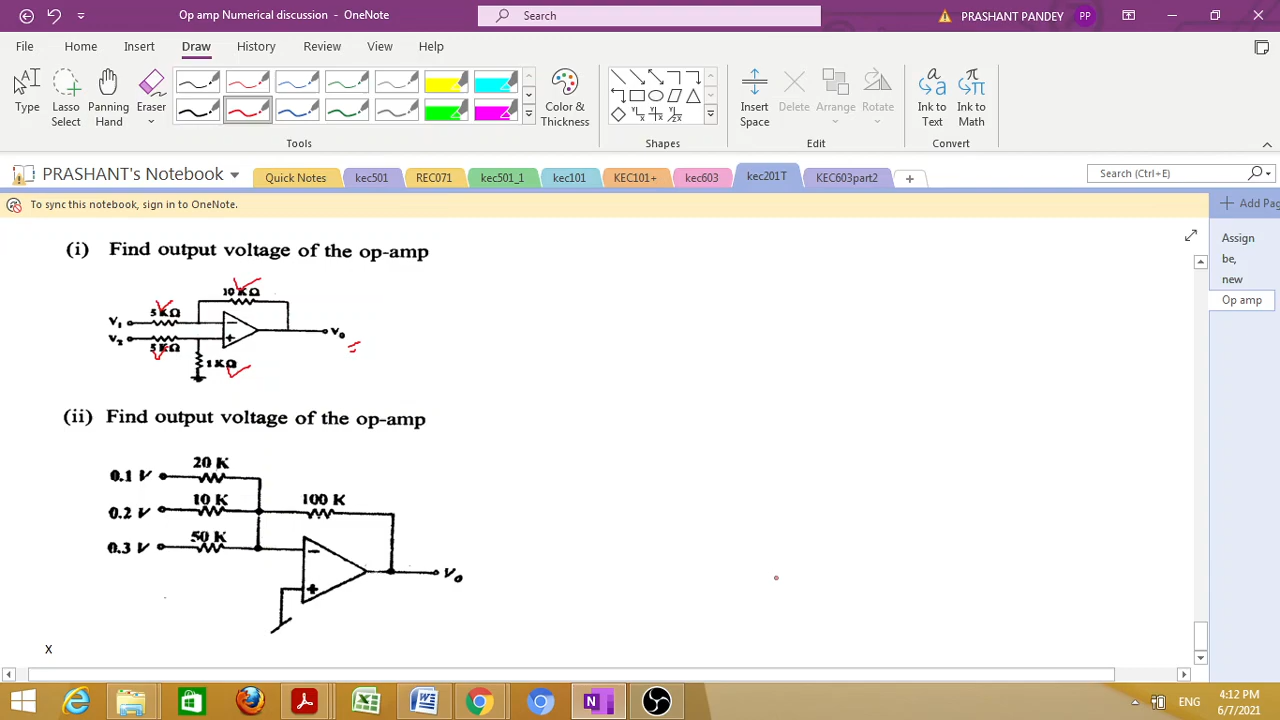 Op amp Numerical discussion - OneNote
Search
PRASHANT PANDEY PP
File Home Insert Draw History Review View Help
Type Lasso Select Panning Hand Eraser Color & Thickness Insert Space Delete Arrange Rotate Ink to Text Ink to Math
Tools Shapes Edit Convert
PRASHANT's Notebook Quick Notes kec501 REC071 kec501_1 kec101 KEC101+ kec603 kec201T KEC603part2 + Search (Ctrl+E)
To sync this notebook, sign in to OneNote.
Add Pag
Assign
be,
new
Op amp
(i) Find output voltage of the op-amp
10 KΩ
5 KΩ
V₁
V₂
5 KΩ
V₀
1 KΩ
(ii) Find output voltage of the op-amp
20 K
0.1 V
10 K 100 K
0.2 V
50 K
0.3 V
V₀
x
ENG
4:12 PM
6/7/2021